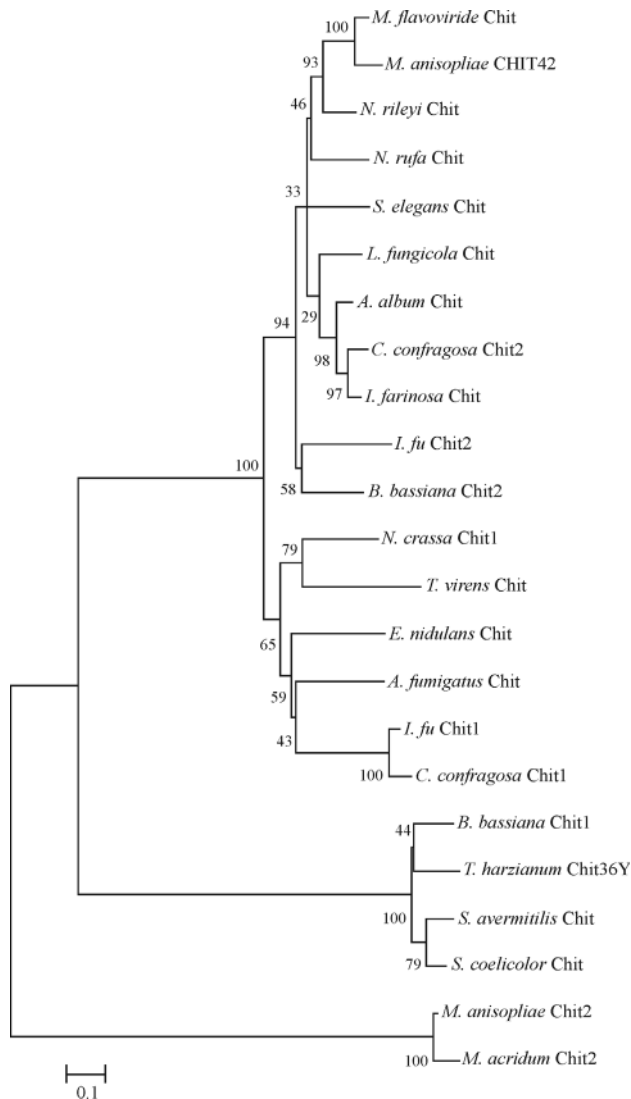 M. flavoviride Chit
100
M. anisopliae CHIT42
93
N. rileyi Chit
46
N. rufa Chit
33
S. elegans Chit
L. fungicola Chit
A. album Chit
29
94
C. confragosa Chit2
98
I. farinosa Chit
97
I. fu Chit2
100
B. bassiana Chit2
58
N. crassa Chit1
79
T. virens Chit
E. nidulans Chit
65
A. fumigatus Chit
59
I. fu Chit1
43
C. confragosa Chit1
100
B. bassiana Chit1
44
T. harzianum Chit36Y
S. avermitilis Chit
100
S. coelicolor Chit
79
M. anisopliae Chit2
M. acridum Chit2
100
0.1